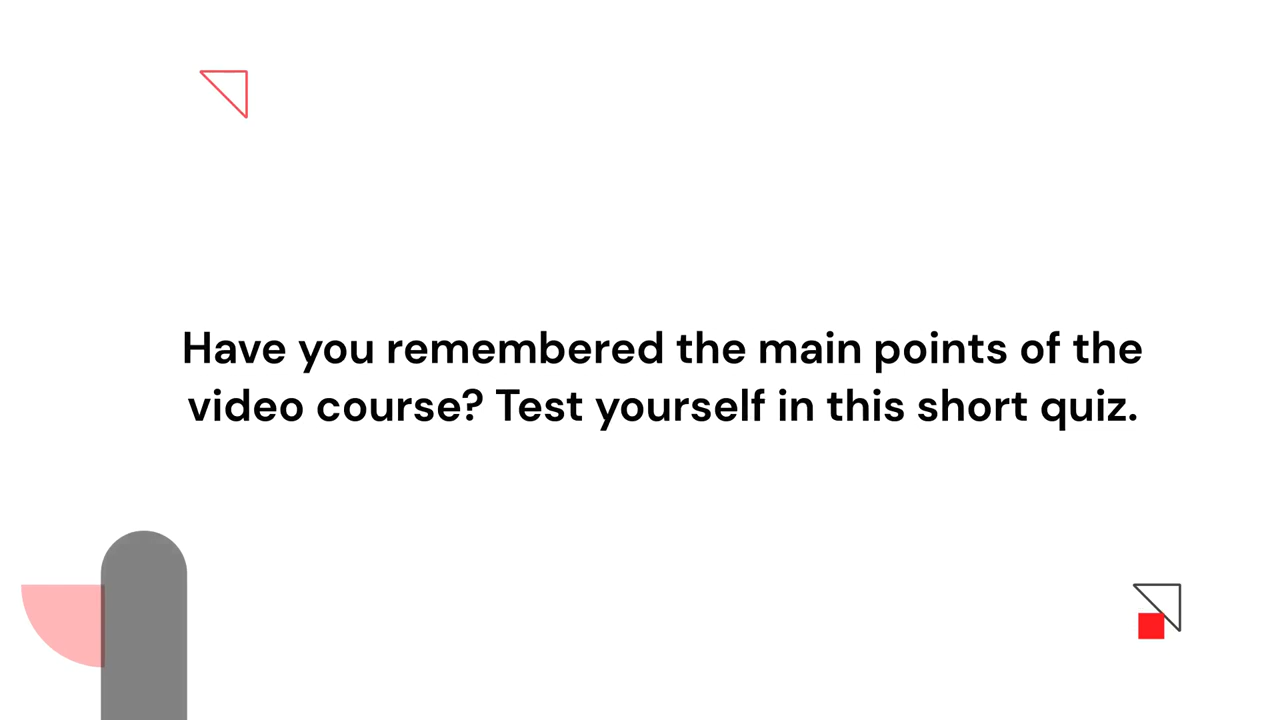 Have you remembered the main points of the
video course? Test yourself in this short quiz.